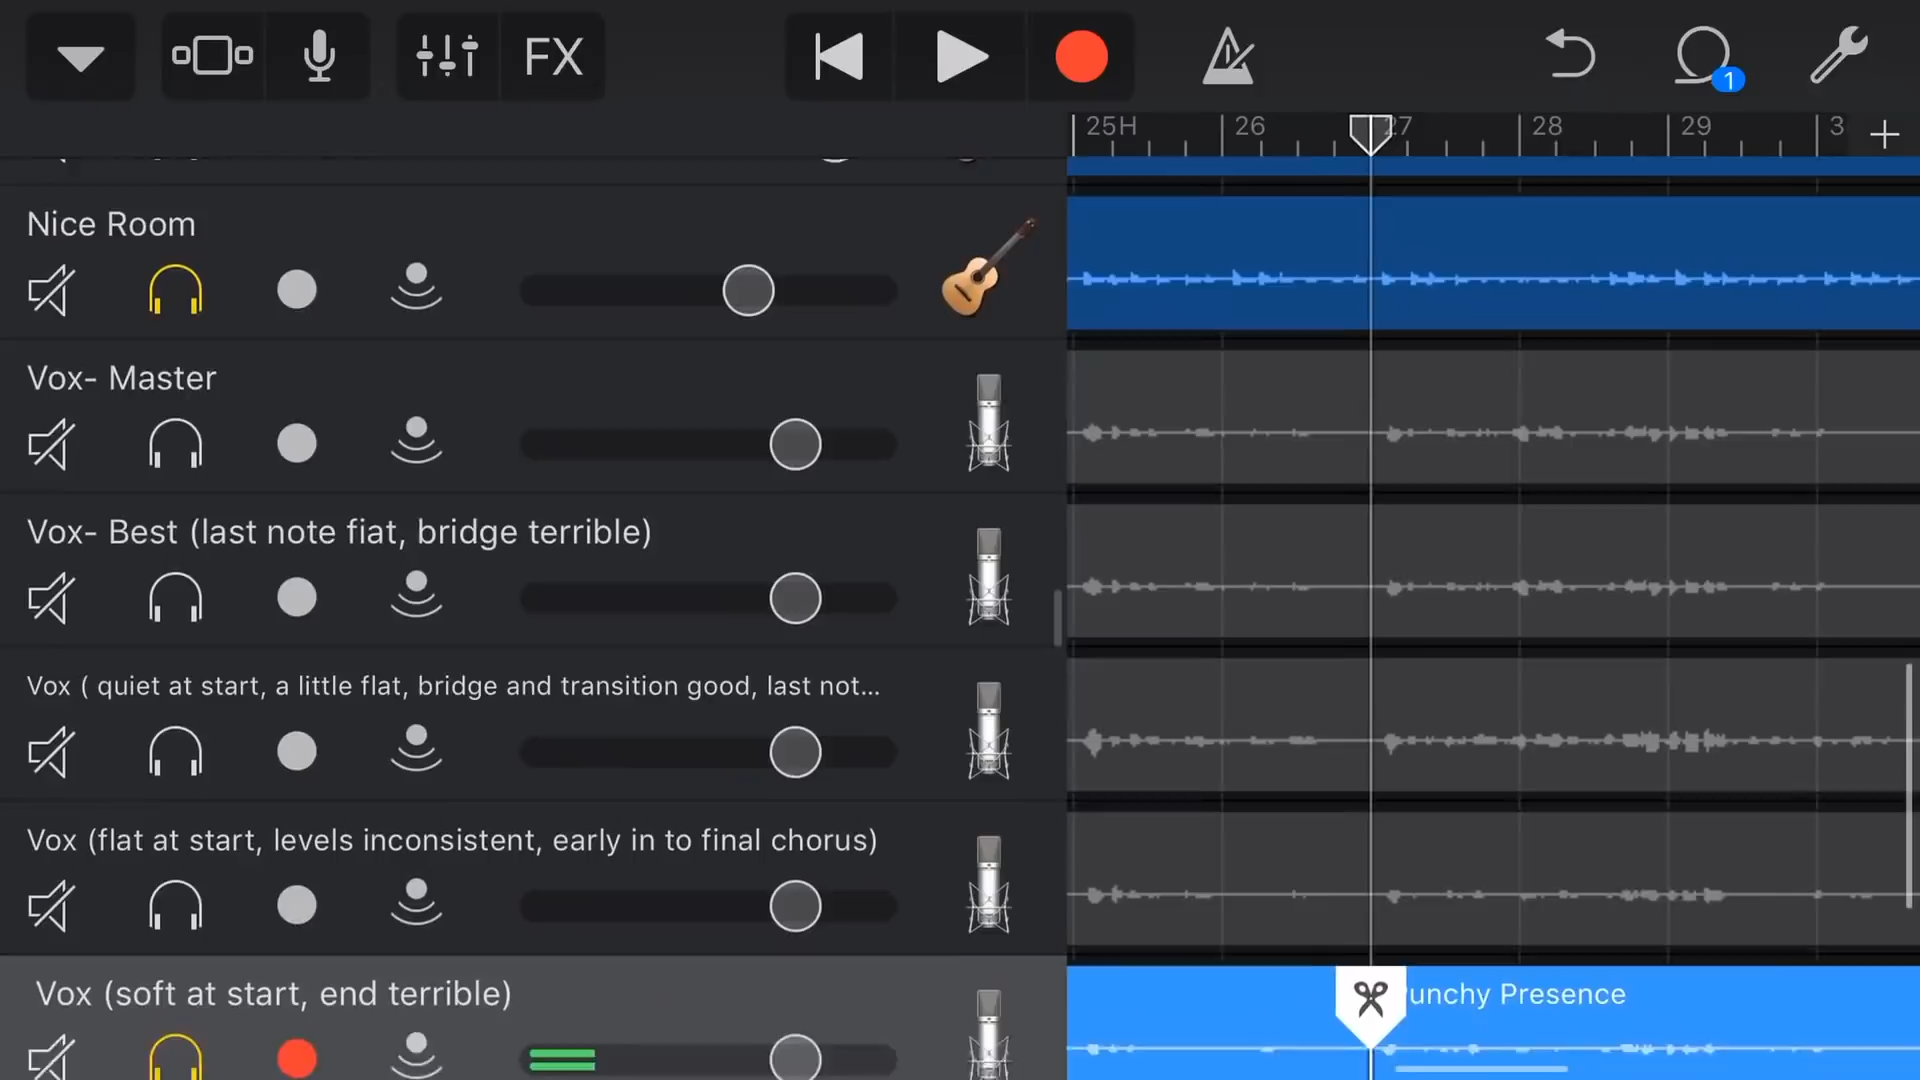 FX
1
25H 26 27 28 29 3
Nice Room
Vox- Master
Vox- Best (last note fiat, bridge terrible)
Vox ( quiet at start, a little flat, bridge and transition good, last not...
Vox (flat at start, levels inconsistent, early in to final chorus)
Vox (soft at start, end terrible)
unchy Presence